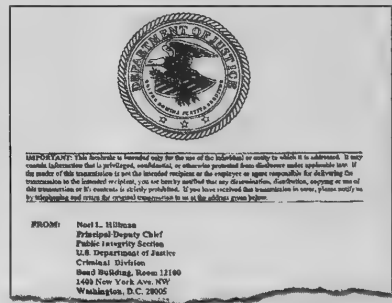 DEPARTMENT OF JUSTICE
IMPORTANT: This facsimile is intended only for the use of the individual or entity to which it is addressed. It may
contain information that is privileged, confidential, or otherwise protected from disclosure under applicable law. If
the reader of this transmission is not the intended recipient or the employee or agent responsible for delivering the
transmission to the intended recipient, you are hereby notified that any dissemination, distribution, copying or use of
this transmission or its contents is strictly prohibited. If you have received this transmission in error, please notify us
by telephoning and return the original transmission to us at the address given below.
FROM: Noel L. Hillman
Principal Deputy Chief
Public Integrity Section
U.S. Department of Justice
Criminal Division
Bond Building, Room 12100
1400 New York Ave. NW
Washington, D.C. 20005